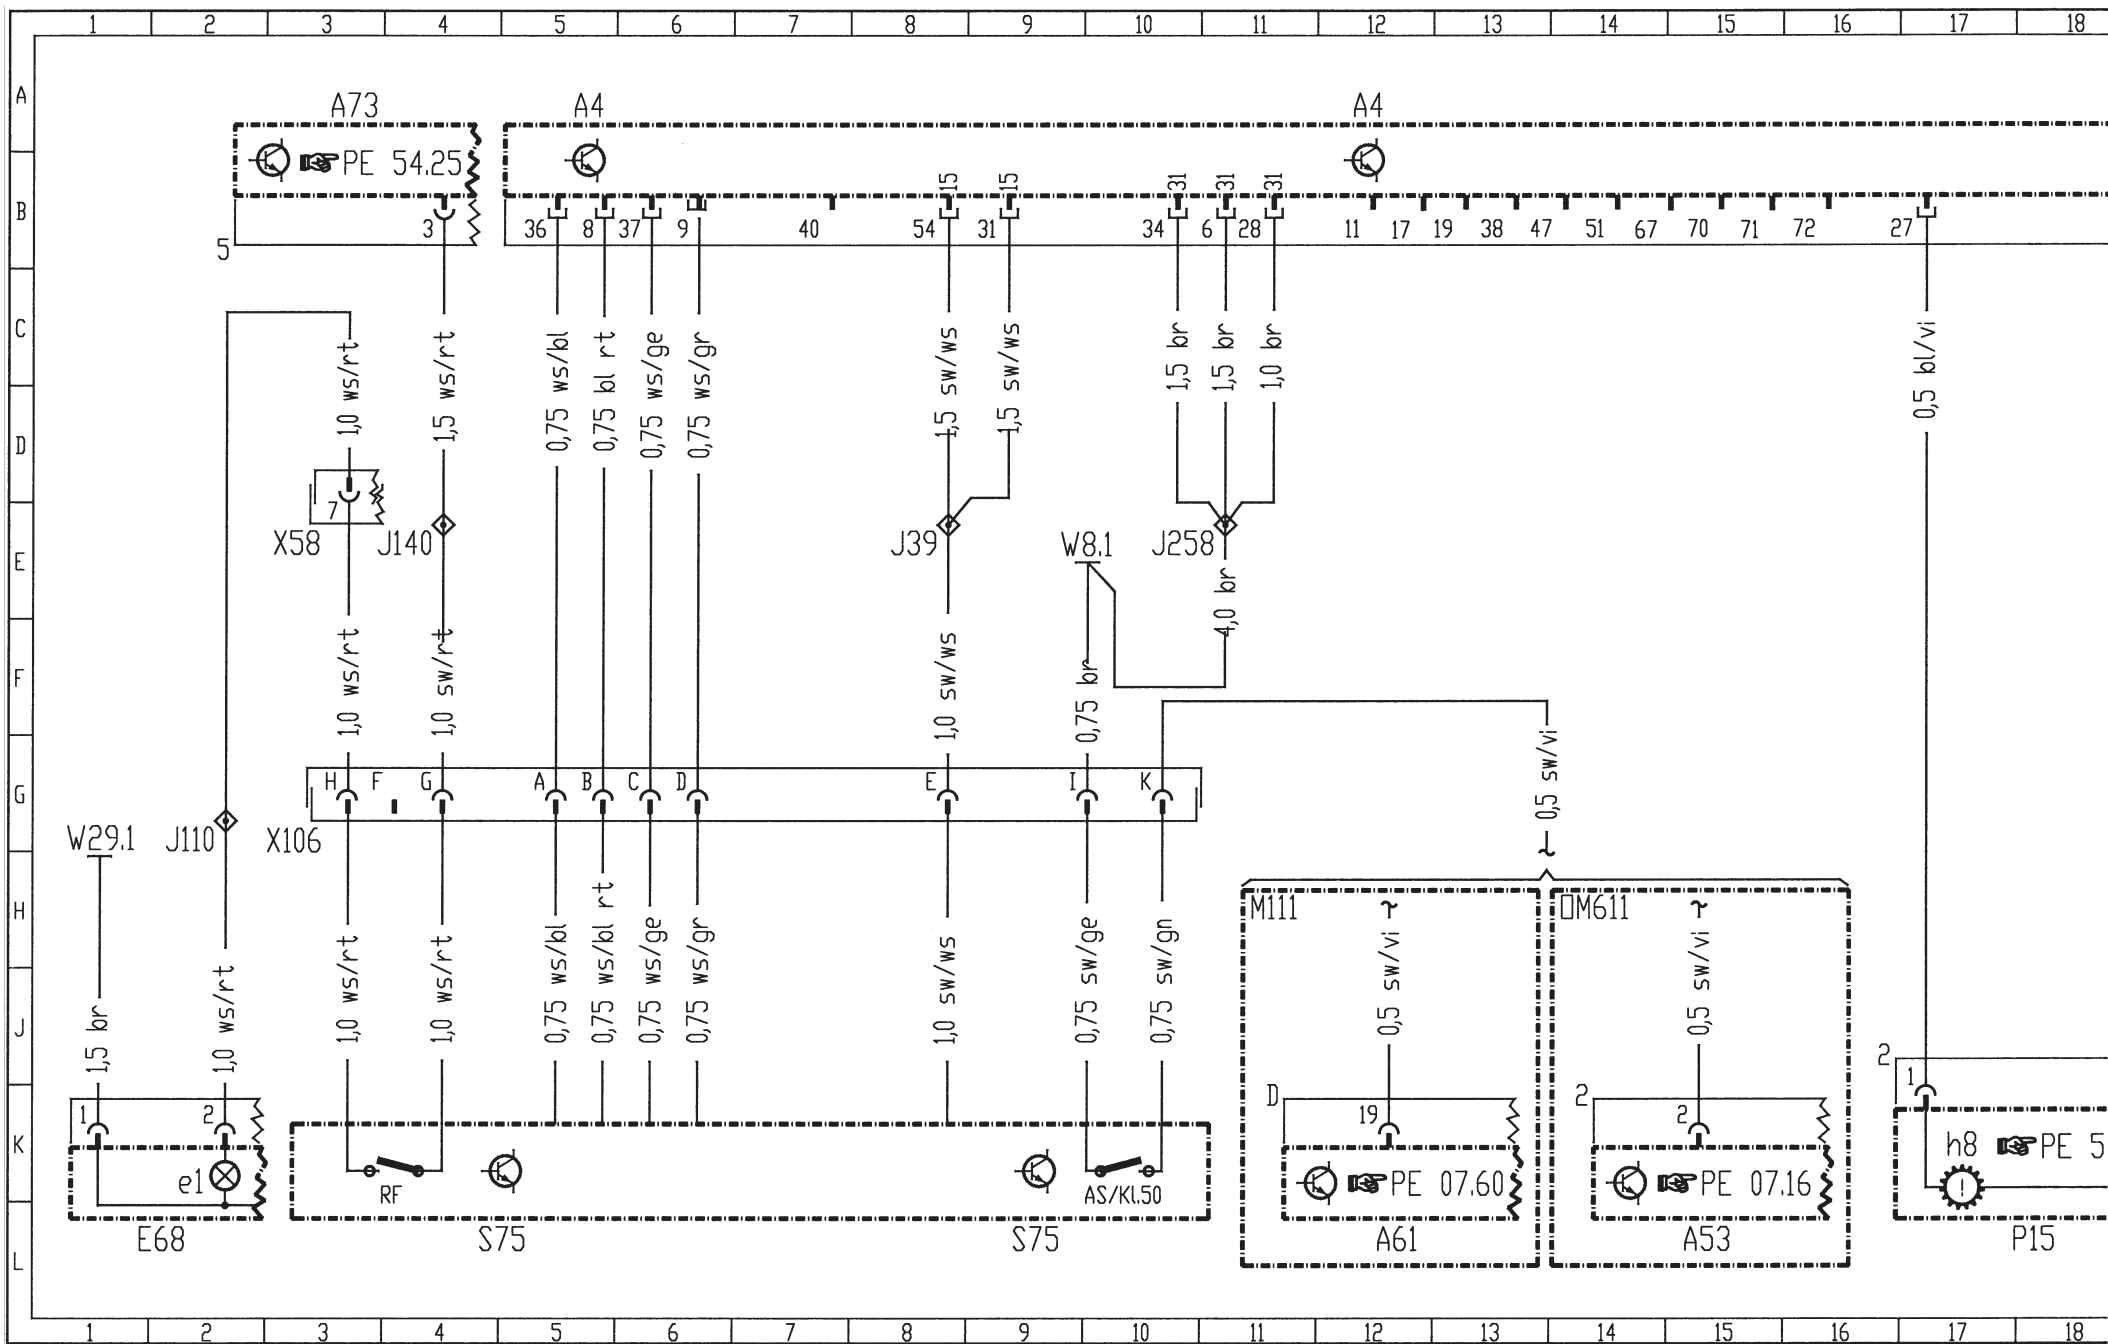 1 2 3 4 5 6 7 8 9 10 11 12 13 14 15 16 17 18
A
A73 A4 A4
PE 54.25
15 15 31 31 31
B
5 3 36 8 37 9 40 54 31 34 6 28 11 17 19 38 47 51 67 70 71 72 27
C
1,0 ws/rt
1,5 ws/rt
0,75 ws/bl
0,75 bl rt
0,75 ws/ge
0,75 ws/gr
1,5 sw/ws
1,5 sw/ws
1,5 br
1,5 br
1,0 br
0,5 bl/vi
D
7
X58 J140 J39 W8.1 J258
E
4,0 br
F
1,0 ws/rt
1,0 sw/rt
1,0 sw/ws
0,75 br
0,5 sw/vi
G
H F G A B C D E I K
W29.1 J110 X106
H
M111 OM611
1,0 ws/rt
1,0 ws/rt
0,75 ws/bl
0,75 ws/bl rt
0,75 ws/ge
0,75 ws/gr
1,0 sw/ws
0,75 sw/ge
0,75 sw/gn
0,5 sw/vi
0,5 sw/vi
J
1,5 br
1,0 ws/rt
2
1
D 2
1 2 19 2
K
e1 RF AS/Kl.50 PE 07.60 PE 07.16 h8 PE 5
E68 S75 S75 A61 A53 P15
L
1 2 3 4 5 6 7 8 9 10 11 12 13 14 15 16 17 18